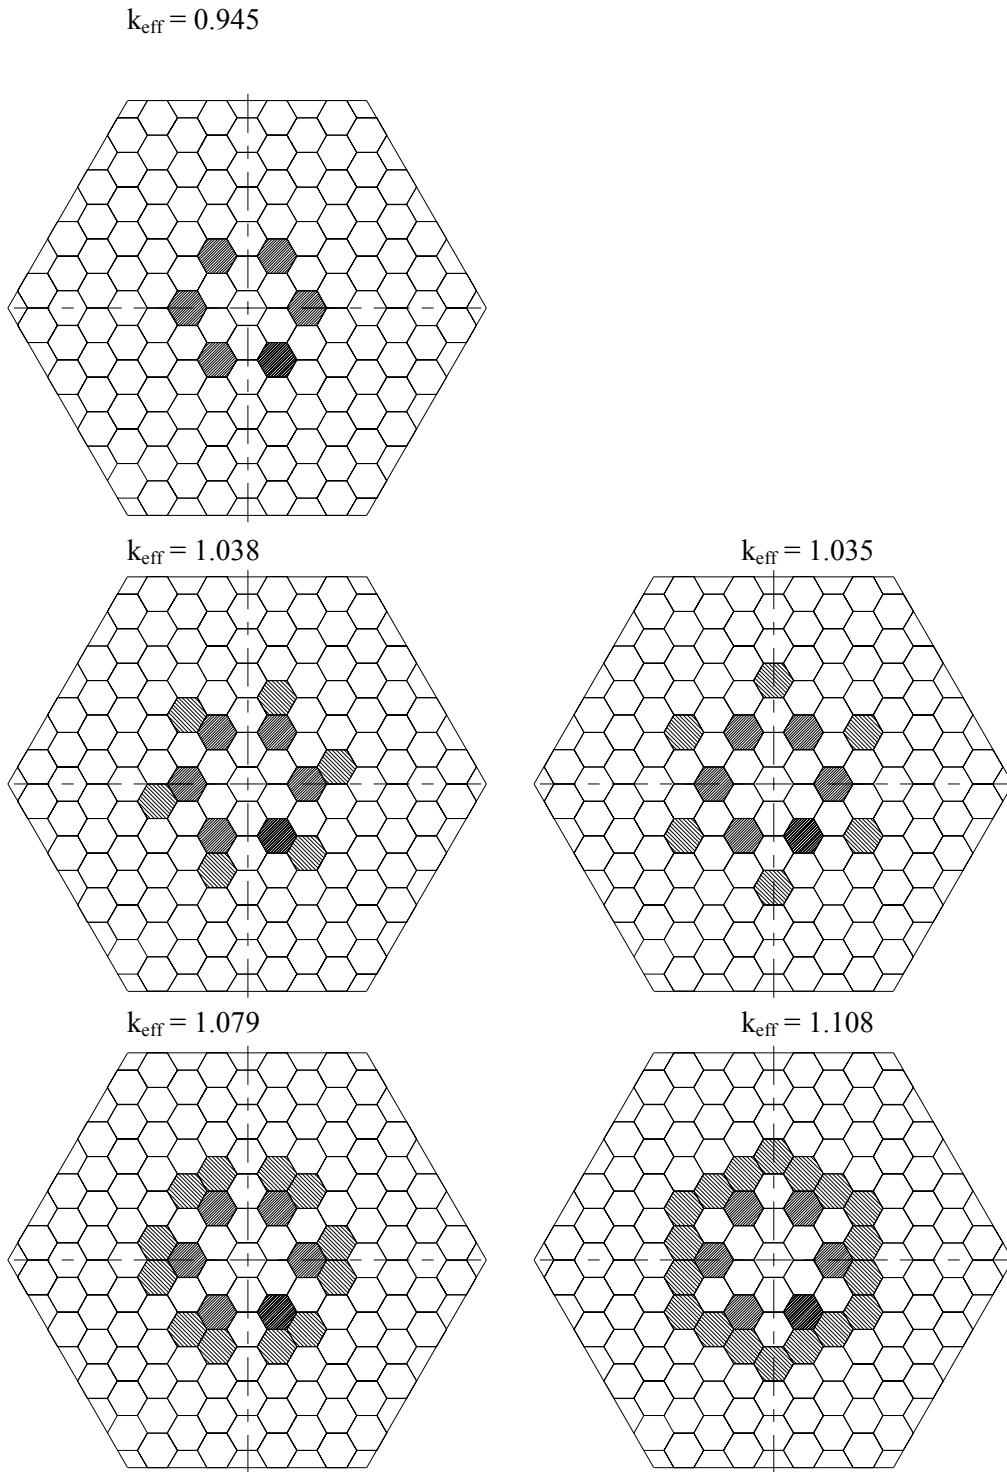 k_eff = 0.945
k_eff = 1.038
k_eff = 1.035
k_eff = 1.079
k_eff = 1.108